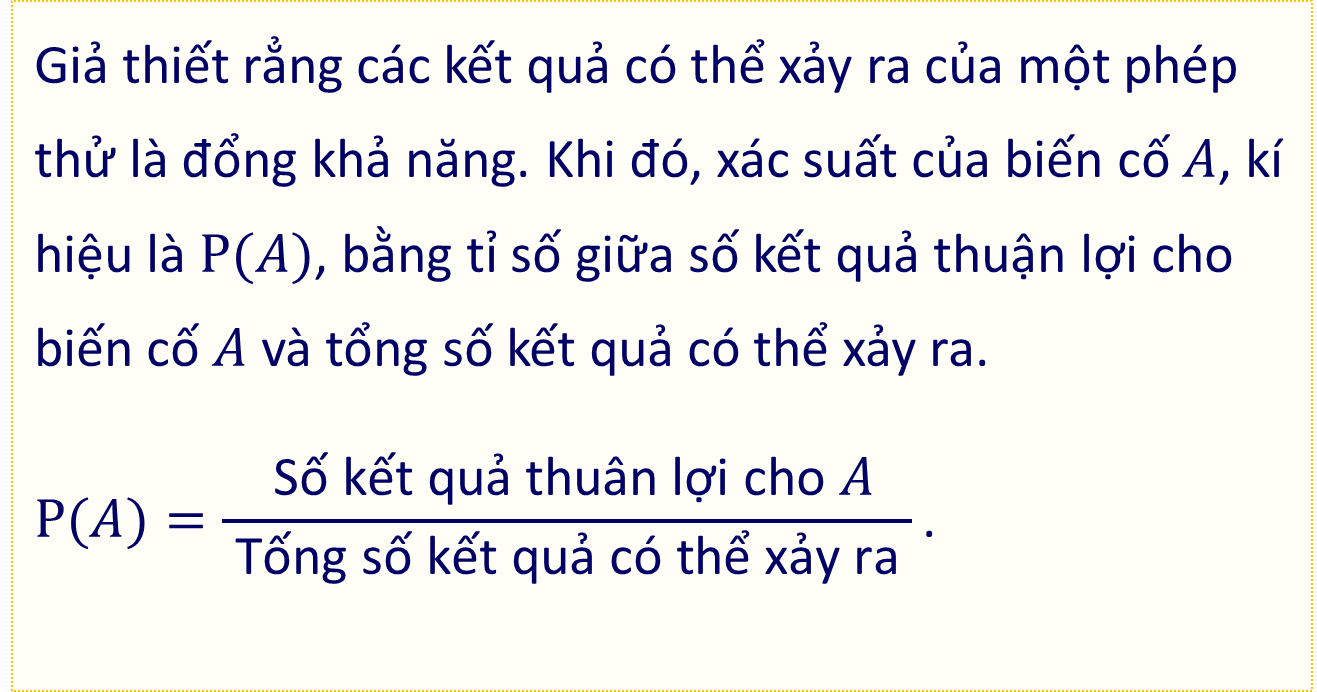 Giả thiết rẳng các kết quả có thể xảy ra của một phép
thử là đổng khả năng. Khi đó, xác suất của biến cố A, kí
hiệu là P(A), bằng tỉ số giữa số kết quả thuận lợi cho
biến cố A và tổng số kết quả có thể xảy ra.
P(A) = Số kết quả thuân lợi cho A / Tống số kết quả có thể xảy ra .